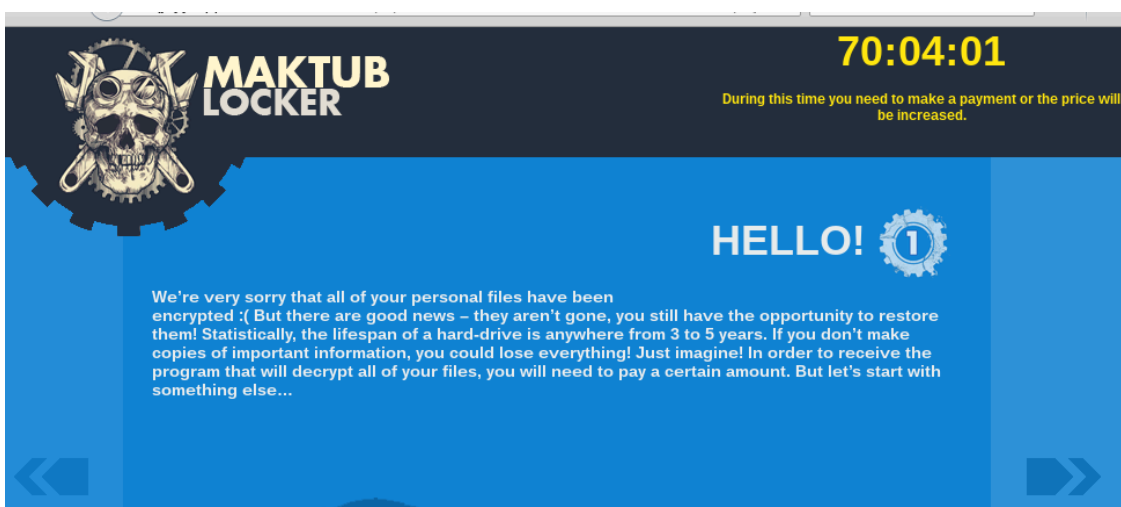 MAKTUB
LOCKER
70:04:01
During this time you need to make a payment or the price will
be increased.
HELLO! 1
We're very sorry that all of your personal files have been
encrypted :( But there are good news – they aren't gone, you still have the opportunity to restore
them! Statistically, the lifespan of a hard-drive is anywhere from 3 to 5 years. If you don't make
copies of important information, you could lose everything! Just imagine! In order to receive the
program that will decrypt all of your files, you will need to pay a certain amount. But let's start with
something else…